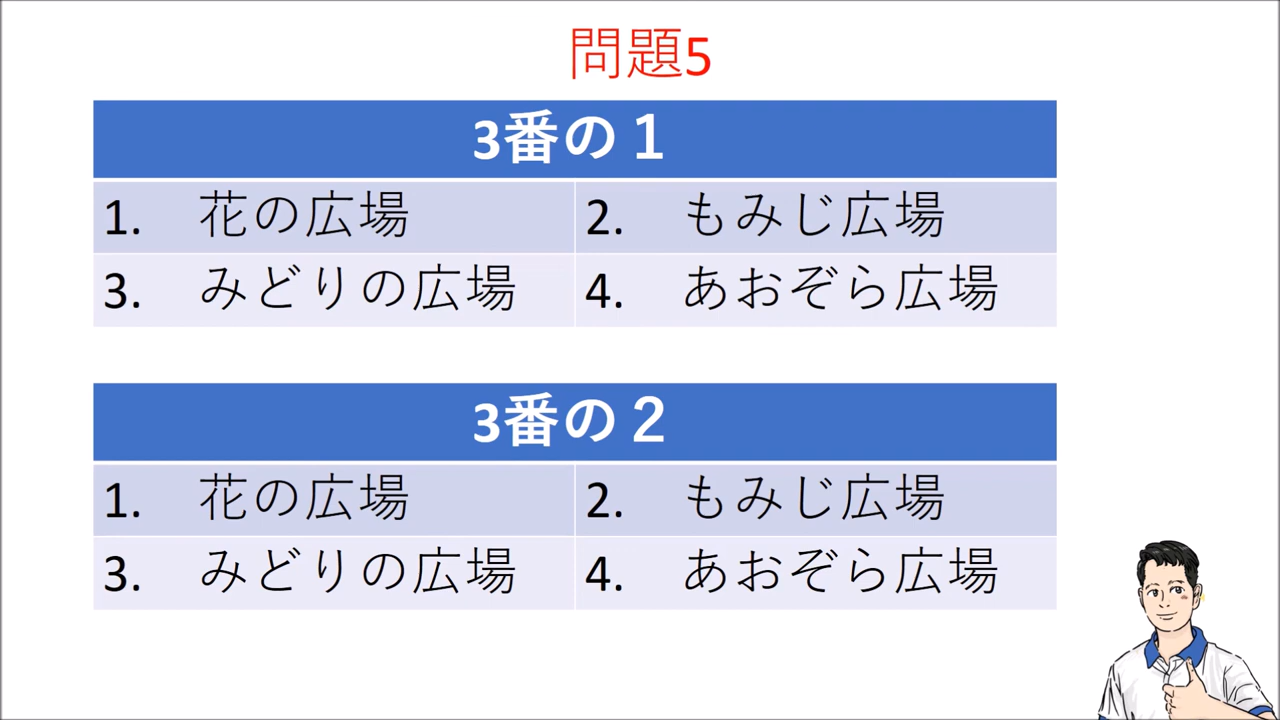 問題5
3番の１
1. 花の広場 2. もみじ広場
3. みどりの広場 4. あおぞら広場
3番の２
1. 花の広場 2. もみじ広場
3. みどりの広場 4. あおぞら広場